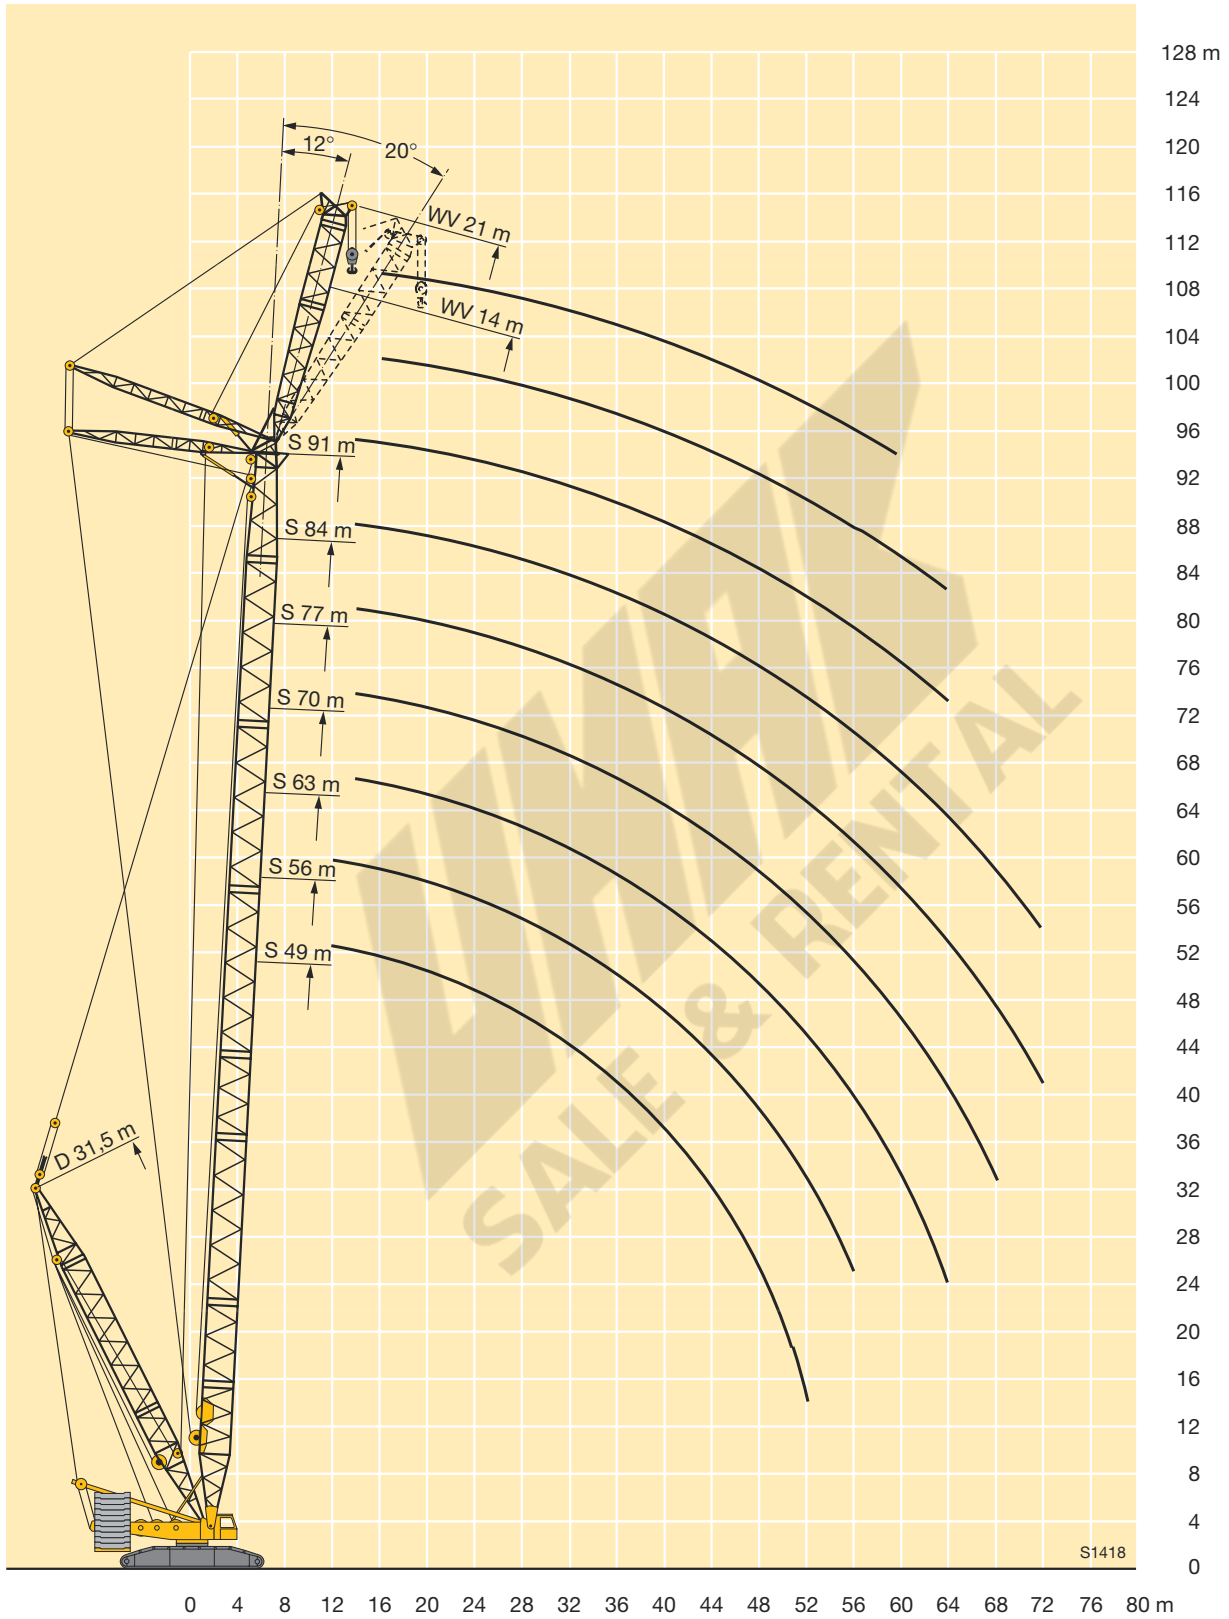 128 m
124
120
12°
20°
116
WV 21 m
112
108
WV 14 m
104
100
96
S 91 m
92
88
S 84 m
84
80
S 77 m
76
72
S 70 m
68
S 63 m
64
60
S 56 m
56
52
S 49 m
48
44
40
D 31,5 m
36
32
28
24
20
16
12
8
4
S1418
0
0 4 8 12 16 20 24 28 32 36 40 44 48 52 56 60 64 68 72 76 80 m
UHAX
SALE & RENTAL